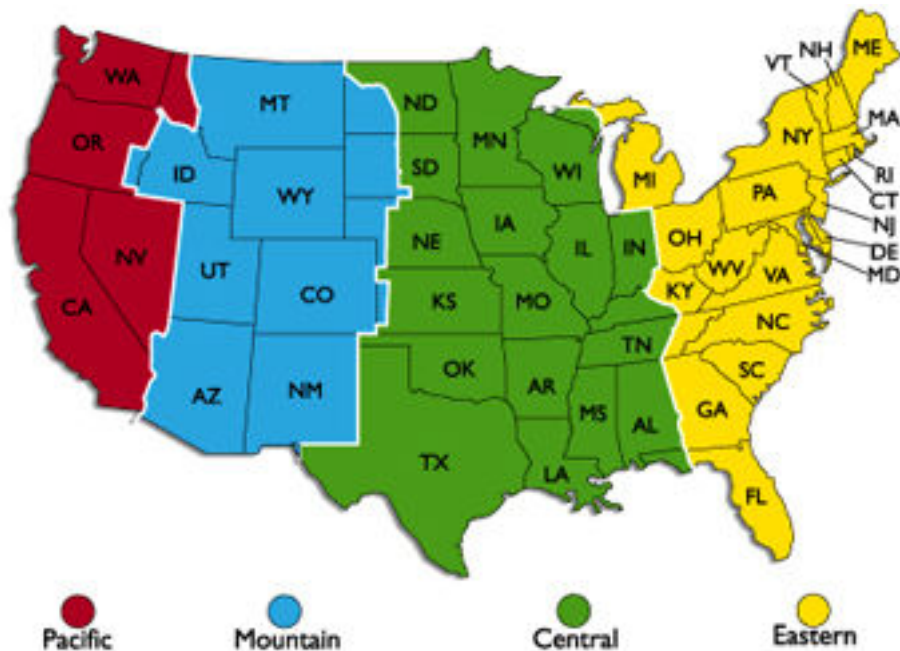 WA
MT
ND
MN
OR
ID
WY
SD
WI
MI
NY
VT
NH
ME
MA
RI
CT
NJ
DE
MD
PA
NV
UT
CO
NE
IA
IL
IN
OH
WV
VA
CA
KS
MO
KY
NC
AZ
NM
OK
AR
TN
SC
TX
LA
MS
AL
GA
FL
Pacific
Mountain
Central
Eastern